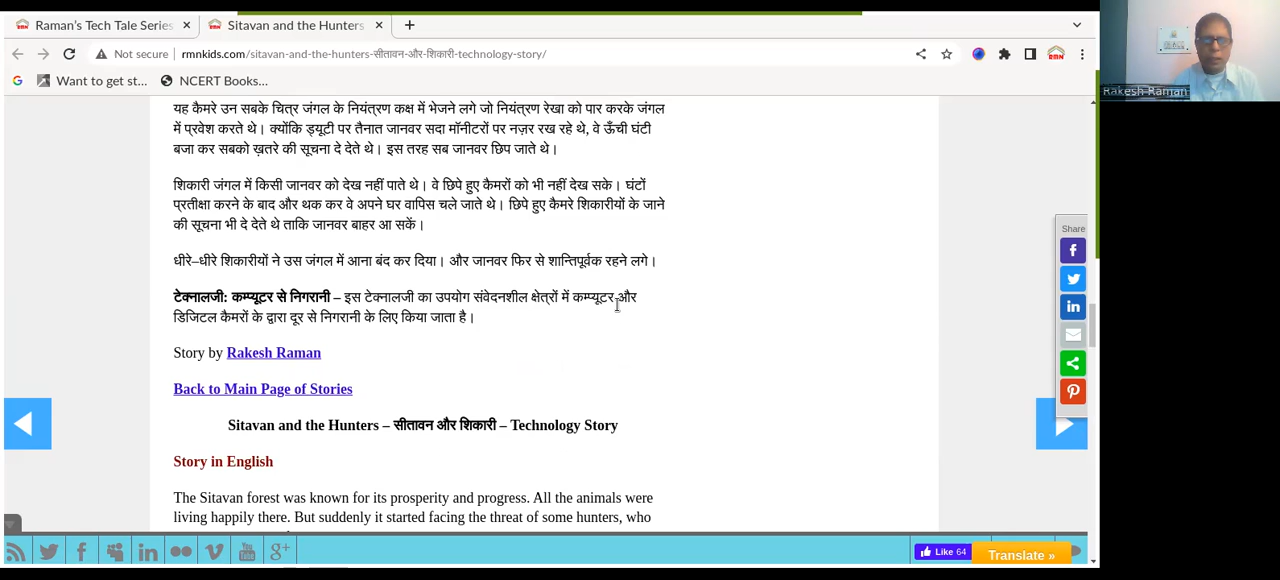 Raman's Tech Tale Series
Sitavan and the Hunters
Not secure
rmnkids.com/sitavan-and-the-hunters-सीतावन-और-शिकारी-technology-story/
RMN
Rakesh Raman
Want to get st...
NCERT Books...
यह कैमरे उन सबके चित्र जंगल के नियंत्रण कक्ष में भेजने लगे जो नियंत्रण रेखा को पार करके जंगल
में प्रवेश करते थे। क्योंकि ड्यूटी पर तैनात जानवर सदा मॉनीटरों पर नज़र रख रहे थे, वे ऊँची घंटी
बजा कर सबको ख़तरे की सूचना दे देते थे। इस तरह सब जानवर छिप जाते थे।
शिकारी जंगल में किसी जानवर को देख नहीं पाते थे। वे छिपे हुए कैमरों को भी नहीं देख सके। घंटों
प्रतीक्षा करने के बाद और थक कर वे अपने घर वापिस चले जाते थे। छिपे हुए कैमरे शिकारीयों के जाने
की सूचना भी दे देते थे ताकि जानवर बाहर आ सकें।
धीरे–धीरे शिकारीयों ने उस जंगल में आना बंद कर दिया। और जानवर फिर से शान्तिपूर्वक रहने लगे।
टेक्नालजी: कम्प्यूटर से निगरानी – इस टेक्नालजी का उपयोग संवेदनशील क्षेत्रों में कम्प्यूटर और
डिजिटल कैमरों के द्वारा दूर से निगरानी के लिए किया जाता है।
Story by Rakesh Raman
Back to Main Page of Stories
Sitavan and the Hunters – सीतावन और शिकारी – Technology Story
Story in English
The Sitavan forest was known for its prosperity and progress. All the animals were
living happily there. But suddenly it started facing the threat of some hunters, who
Share
Like 64
Translate »